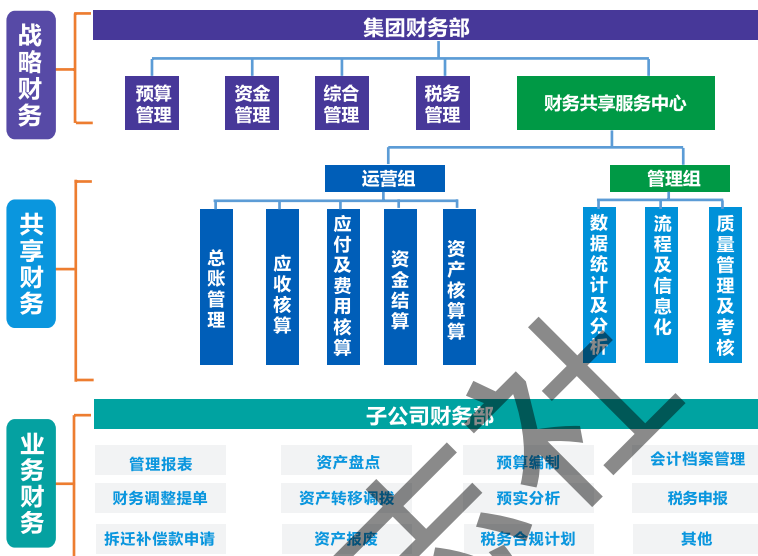 战略财务
集团财务部
预算管理
资金管理
综合管理
税务管理
财务共享服务中心
共享财务
运营组
管理组
总账管理
应收核算
应付及费用核算
资金结算
资产核算算
数据统计及分析
流程及信息化
质量管理及考核
业务财务
子公司财务部
管理报表
资产盘点
预算编制
会计档案管理
财务调整提单
资产转移调拨
预实分析
税务申报
拆迁补偿款申请
资产报废
税务合规计划
其他
志社